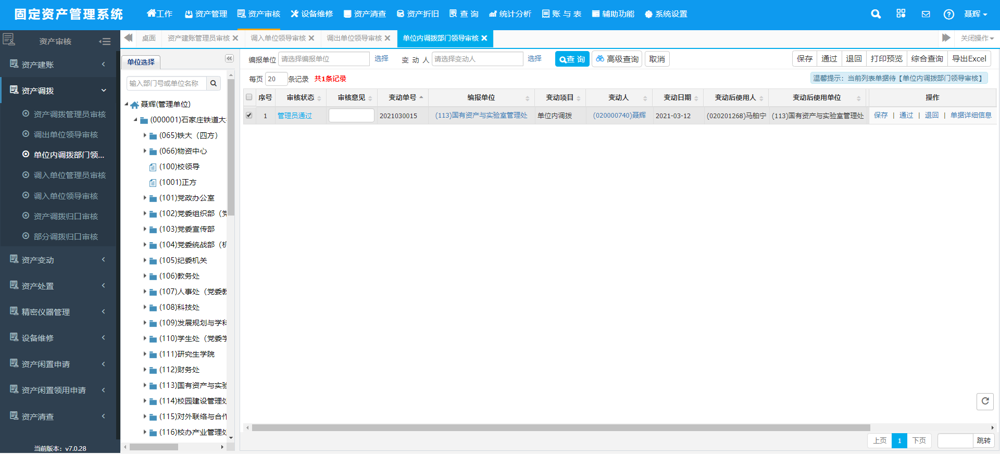 固定资产管理系统
工作 资产管理 资产审核 设备维修 资产清查 资产折旧 查 询 统计分析 账 与 表 辅助功能 系统设置
聂辉
资产审核
桌面 资产建账管理员审核 调入单位领导审核 调出单位领导审核 单位内调拨部门领导审核 关闭操作
资产建账
资产调拨
资产调拨管理员审核
调出单位领导审核
单位内调拨部门领...
调入单位管理员审核
调入单位领导审核
资产调拨归口审核
部分调拨归口审核
资产变动
资产处置
精密仪器管理
设备维修
资产闲置申请
资产闲置领用申请
资产清查
当前版本：v7.0.28
单位选择
输入部门号或单位名称
聂辉(管理单位)
(000001)石家庄铁道大
(065)铁大（四方）
(066)物资中心
(100)校领导
(1001)正方
(101)党政办公室
(102)党委组织部（党
(103)党委宣传部
(104)党委统战部（机
(105)纪委机关
(106)教务处
(107)人事处（党委教
(108)科技处
(109)发展规划与学科
(110)学生处（党委学
(111)研究生学院
(112)财务处
(113)国有资产与实验
(114)校园建设管理处
(115)对外联络与合作
(116)校办产业管理处
编报单位 请选择编报单位 选择 变 动 人 请选择变动人 选择 查 询 高级查询 取消 保存 通过 退回 打印预览 综合查询 导出Excel
每页 20 条记录 共1条记录 温馨提示：当前列表单据待【单位内调拨部门领导审核】
序号 审核状态 审核意见 变动单号 编报单位 变动项目 变动人 变动日期 变动后使用人 变动后使用单位 操作
1 管理员通过 2021030015 (113)国有资产与实验室管理处 单位内调拨 (020000740)聂辉 2021-03-12 (020201268)马舶宁 (113)国有资产与实验室管理处 保存 | 通过 | 退回 | 单据详细信息
上页 1 下页 跳转